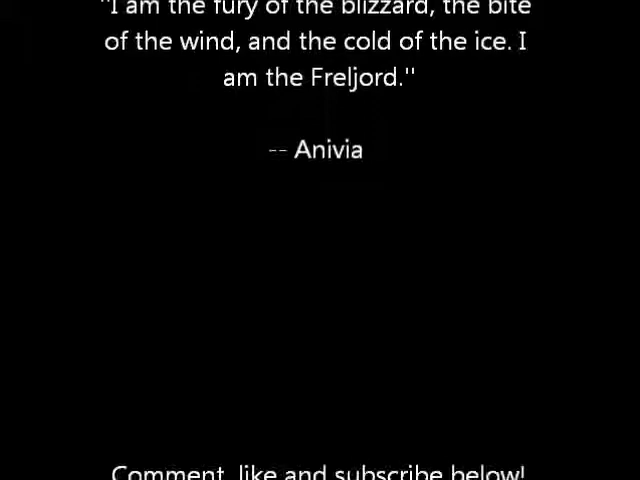 "I am the fury of the blizzard, the bite
of the wind, and the cold of the ice. I
am the Freljord."
-- Anivia
Comment, like and subscribe below!